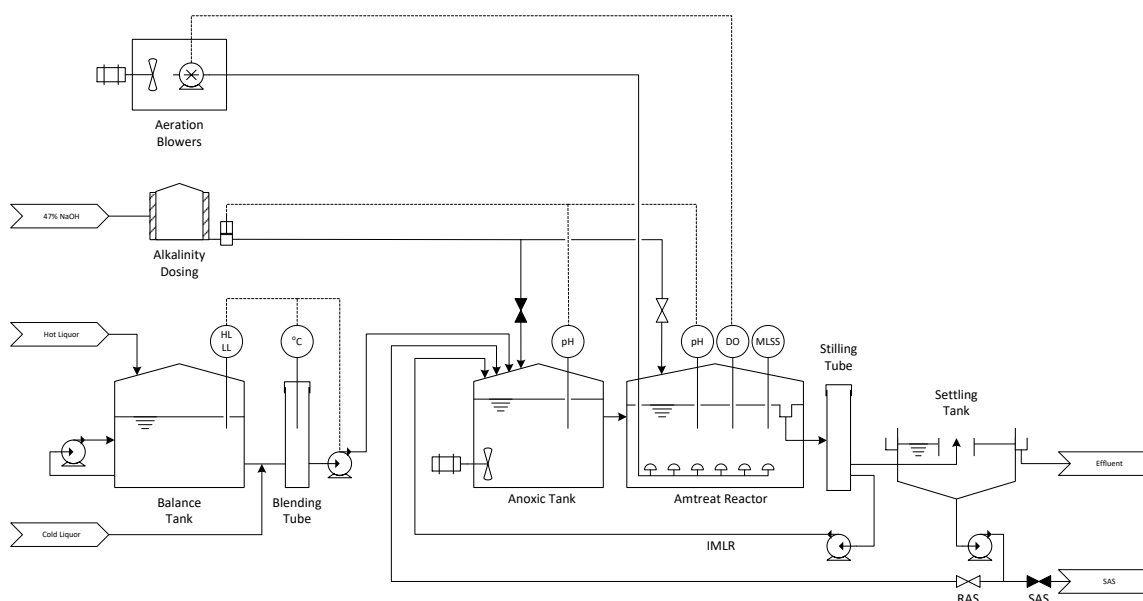 Aeration
Blowers
47% NaOH
Alkalinity
Dosing
Hot Liquor
HL
LL
°C
pH
pH
DO
MLSS
Stilling
Tube
Settling
Tank
Balance
Tank
Blending
Tube
Anoxic Tank
Amtreat Reactor
Effluent
Cold Liquor
IMLR
RAS
SAS
SAS